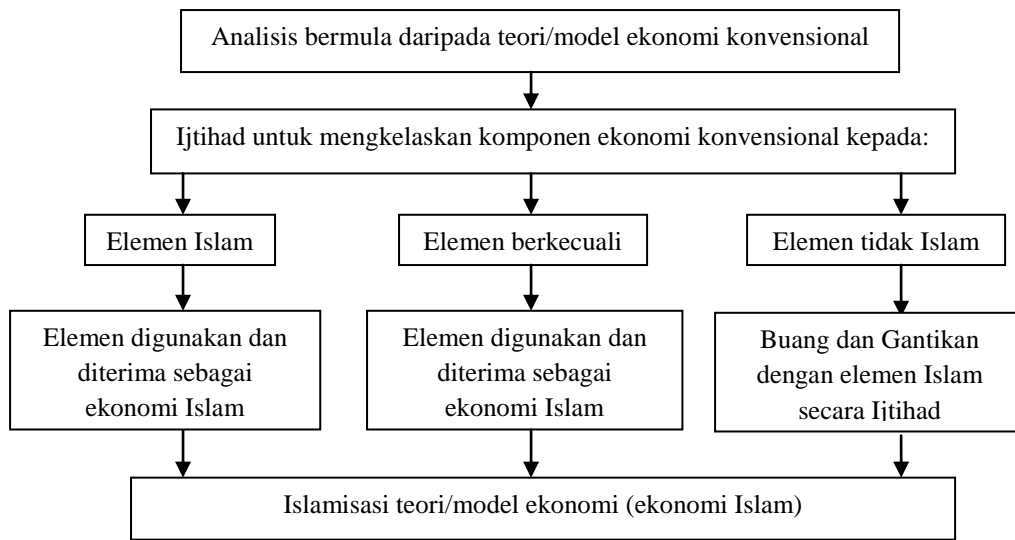 Analisis bermula daripada teori/model ekonomi konvensional
Ijtihad untuk mengkelaskan komponen ekonomi konvensional kepada:
Elemen Islam
Elemen berkecuali
Elemen tidak Islam
Elemen digunakan dan
diterima sebagai
ekonomi Islam
Elemen digunakan dan
diterima sebagai
ekonomi Islam
Buang dan Gantikan
dengan elemen Islam
secara Ijtihad
Islamisasi teori/model ekonomi (ekonomi Islam)